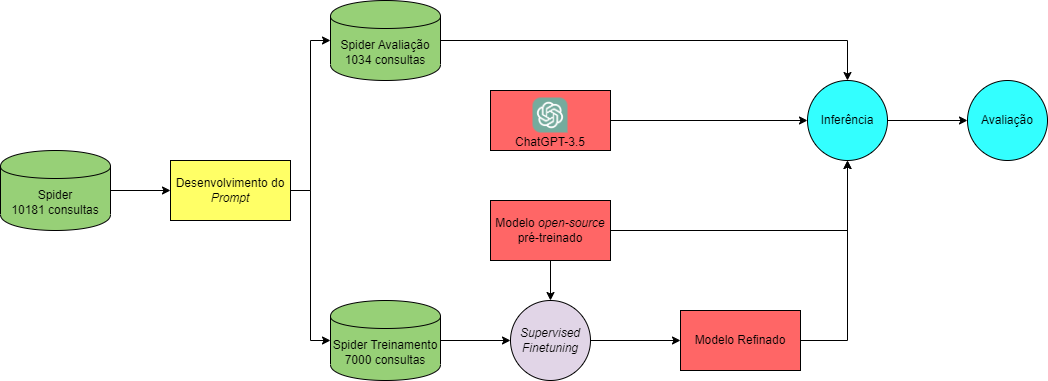 Spider Avaliação
1034 consultas
ChatGPT-3.5
Inferência
Avaliação
Spider
10181 consultas
Desenvolvimento do
Prompt
Modelo open-source
pré-treinado
Spider Treinamento
7000 consultas
Supervised
Finetuning
Modelo Refinado